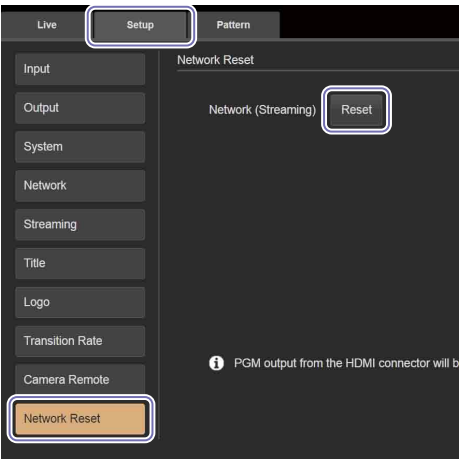 Live Setup Pattern
Network Reset
Input
Output
Network (Streaming) Reset
System
Network
Streaming
Title
Logo
Transition Rate
PGM output from the HDMI connector will b
Camera Remote
Network Reset